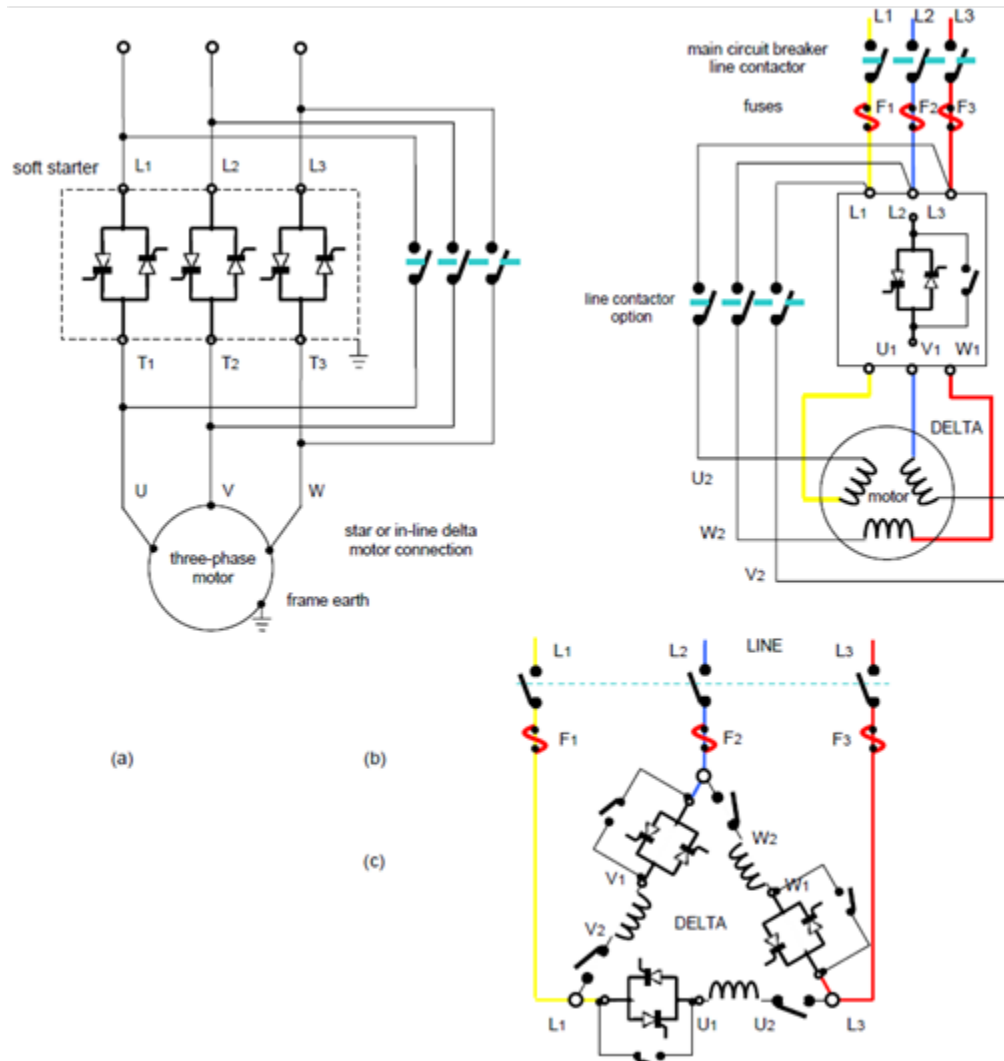 L1 L2 L3
main circuit breaker
line contactor
fuses
F1 F2 F3
soft starter
L1 L2 L3
L1 L2 L3
line contactor
option
T1 T2 T3
U1 V1 W1
DELTA
U V W
U2
motor
star or in-line delta
motor connection
W2
three-phase
motor
V2
frame earth
L1 L2 LINE L3
F1 F2 F3
(a) (b)
(c)
W2
V1 W1
V2 DELTA
L1 U1 U2 L3